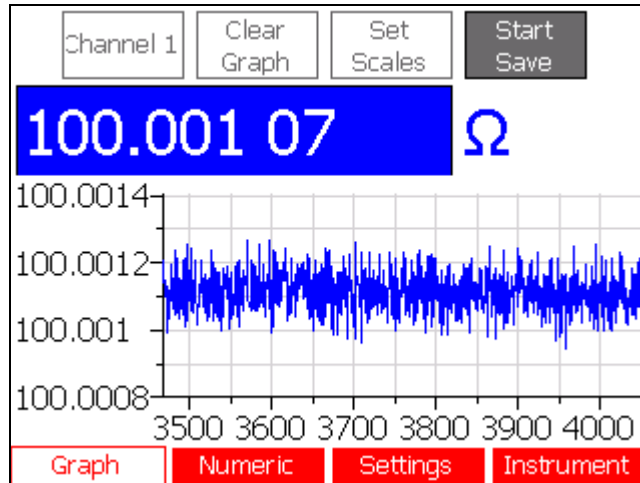 Channel 1
Clear
Graph
Set
Scales
Start
Save
100.001 07 Ω
100.0014
100.0012
100.001
100.0008
3500 3600 3700 3800 3900 4000
Graph Numeric Settings Instrument